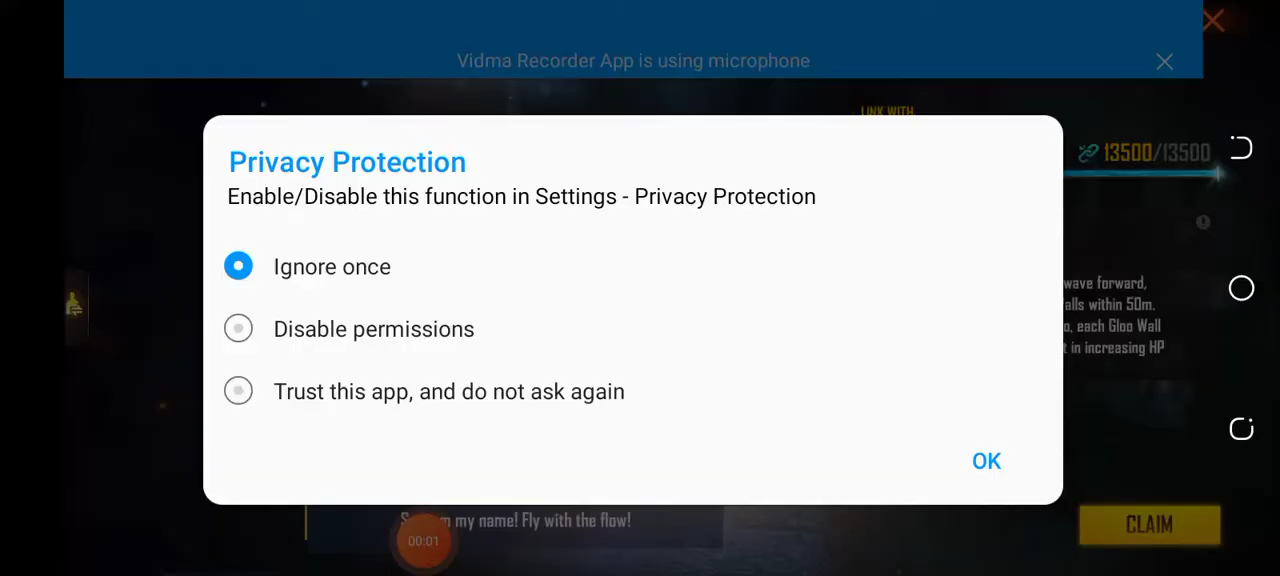 Vidma Recorder App is using microphone
LINK WITH
13500/13500
Privacy Protection
Enable/Disable this function in Settings - Privacy Protection
Ignore once
Disable permissions
Trust this app, and do not ask again
OK
wave forward,
alls within 50m.
o, each Gloo Wall
t in increasing HP
m my name! Fly with the flow!
00:01
CLAIM